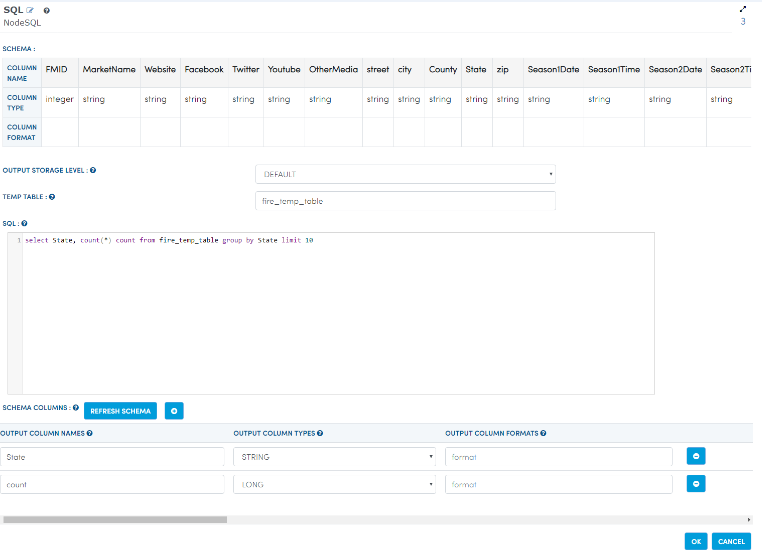 SQL
NodeSQL
3
SCHEMA :
COLUMN NAME FMID MarketName Website Facebook Twitter Youtube OtherMedia street city County State zip Season1Date Season1Time Season2Date Season2Ti
COLUMN TYPE integer string string string string string string string string string string string string string string string
COLUMN FORMAT
OUTPUT STORAGE LEVEL : DEFAULT
TEMP TABLE : fire_temp_table
SQL :
1 select State, count(*) count from fire_temp_table group by State limit 10
SCHEMA COLUMNS : REFRESH SCHEMA
OUTPUT COLUMN NAMES OUTPUT COLUMN TYPES OUTPUT COLUMN FORMATS
State STRING format
count LONG format
OK CANCEL